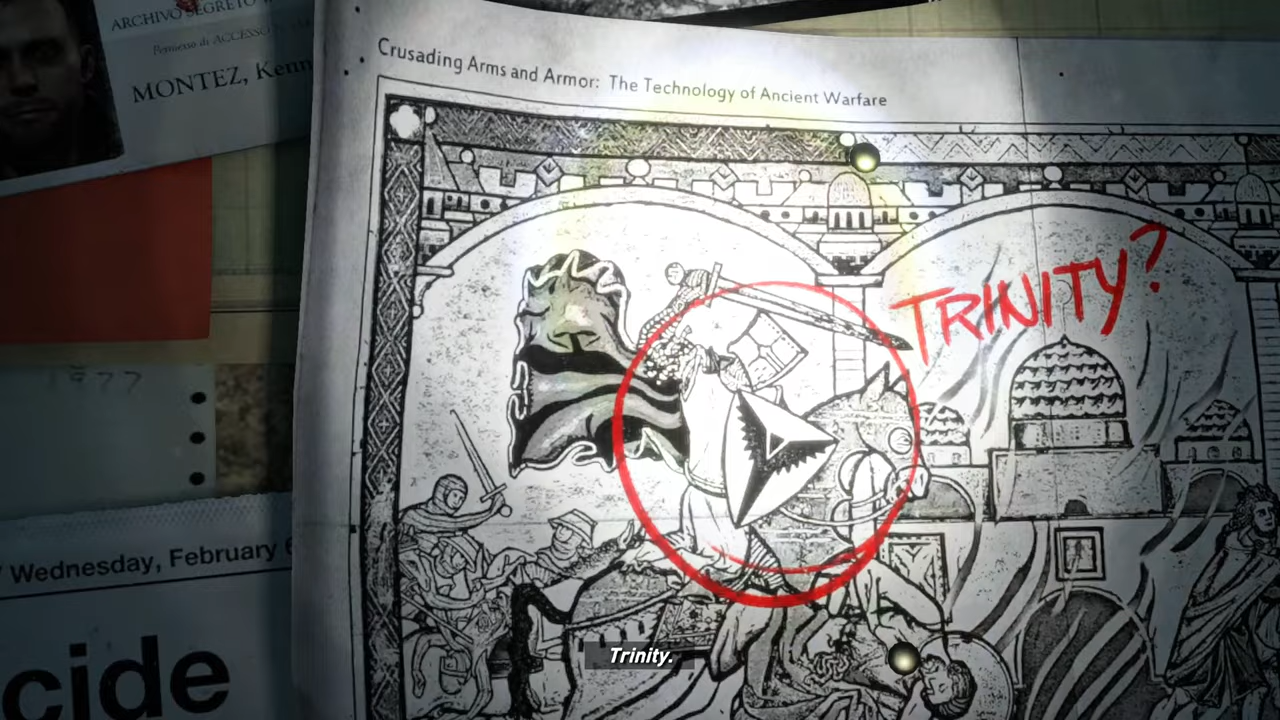 ARCHIVO SEGRETO
Permesso di ACCESSO
MONTEZ, Kenn
Crusading Arms and Armor: The Technology of Ancient Warfare
TRINITY?
1977
Wednesday, February
cide
Trinity.